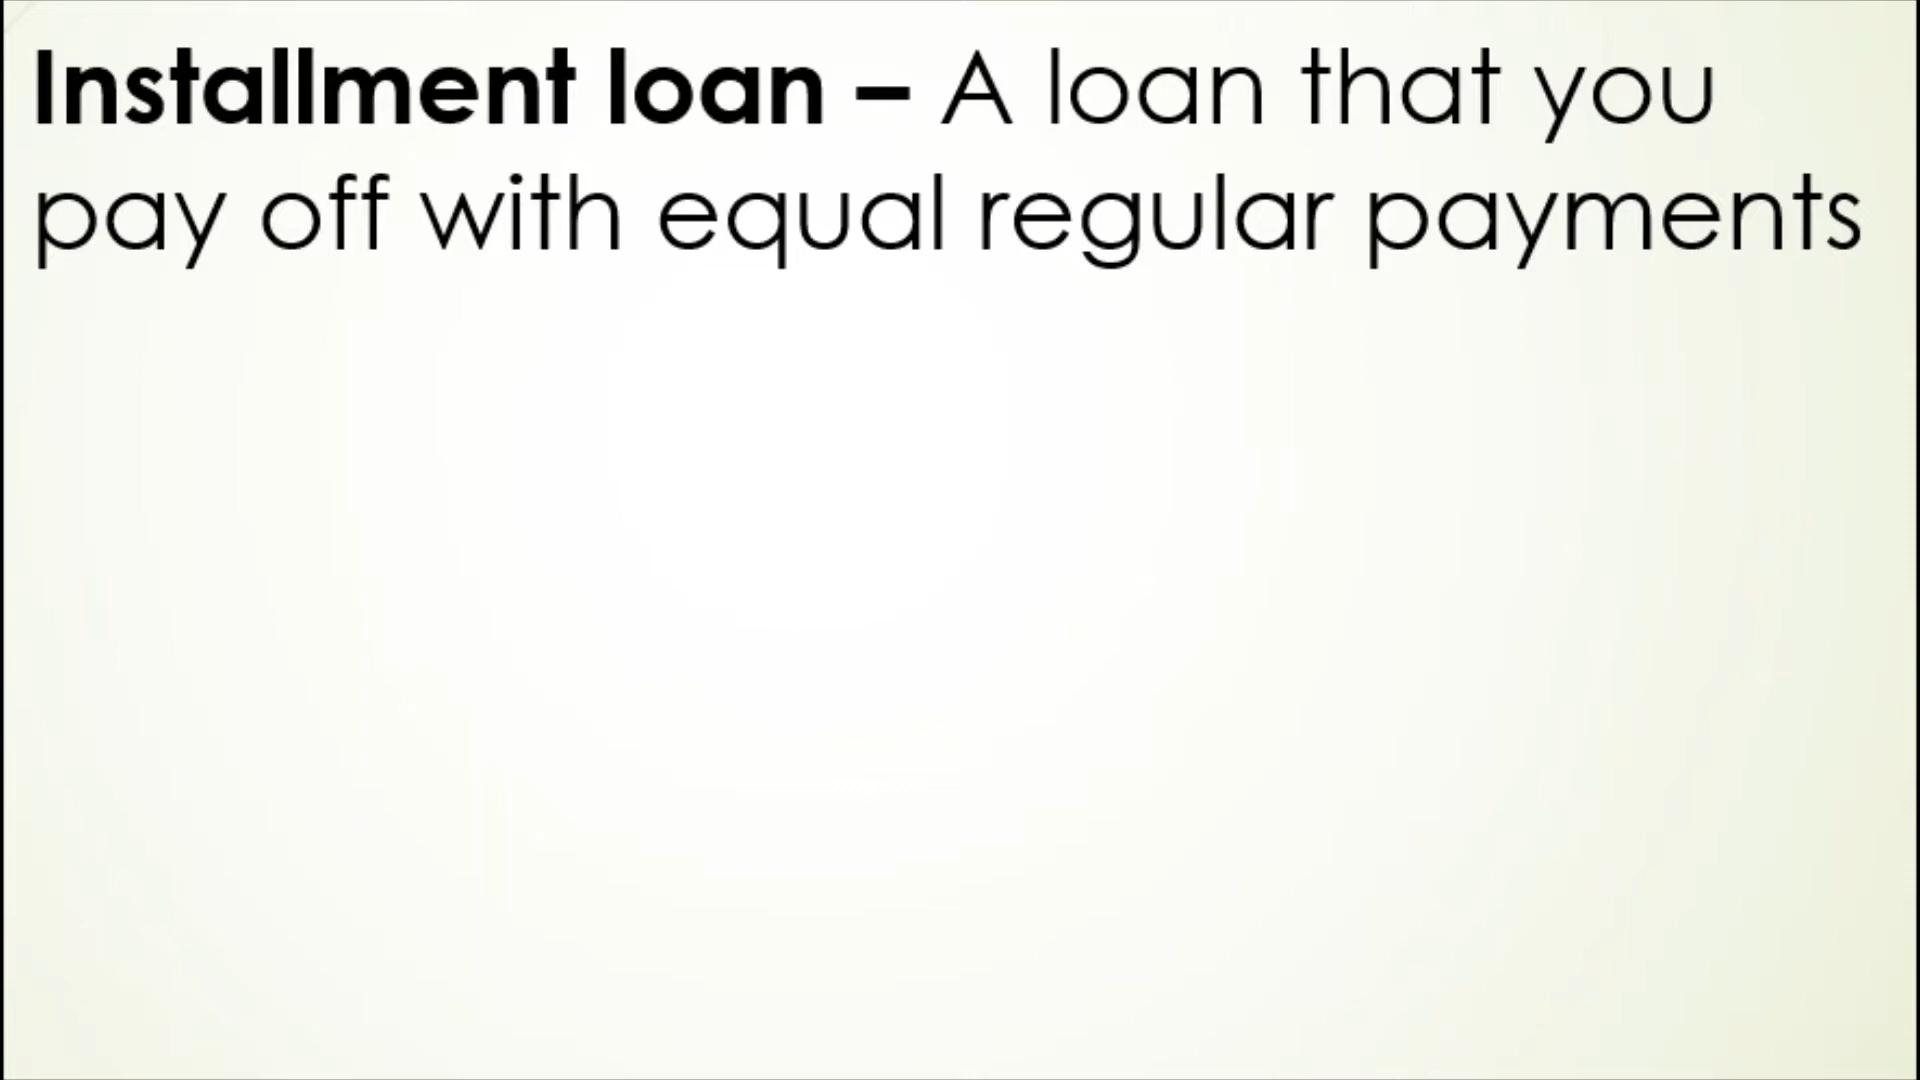 Installment loan – A loan that you
pay off with equal regular payments